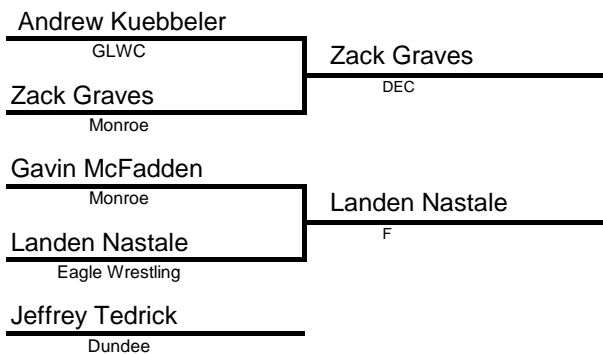 Andrew Kuebbeler
GLWC
Zack Graves
DEC
Zack Graves
Monroe
Gavin McFadden
Monroe
Landen Nastale
F
Landen Nastale
Eagle Wrestling
Jeffrey Tedrick
Dundee